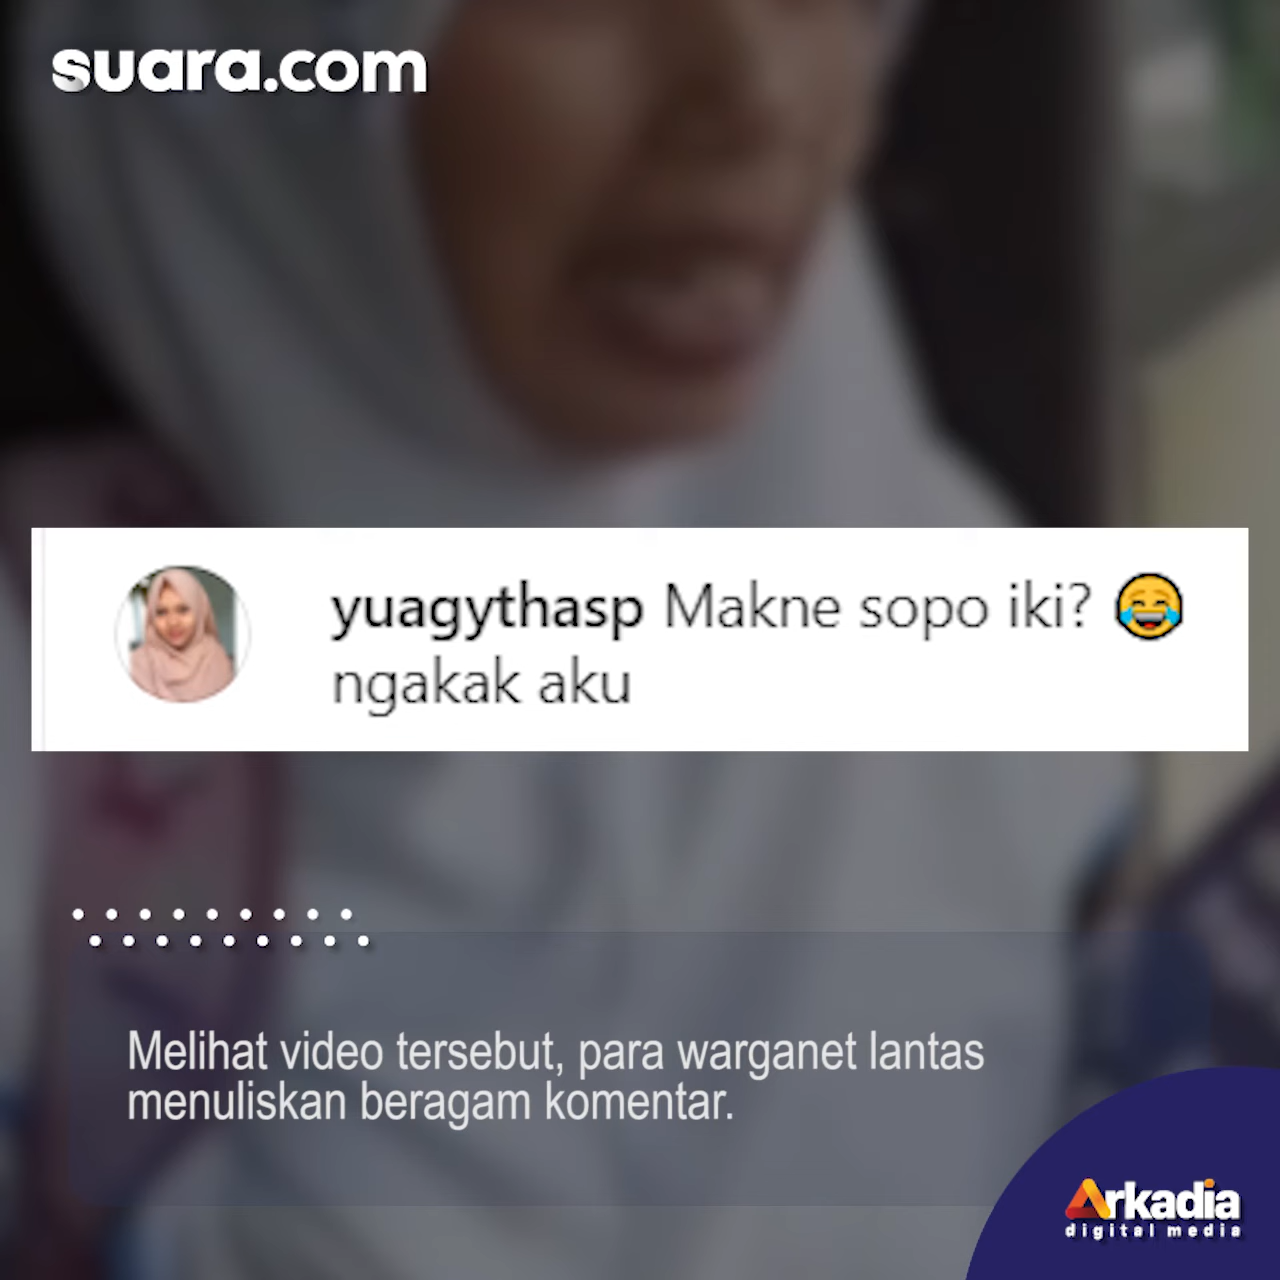 suara.com
yuagythasp Makne sopo iki? 😂
ngakak aku
Melihat video tersebut, para warganet lantas
menuliskan beragam komentar.
Arkadia
digital media